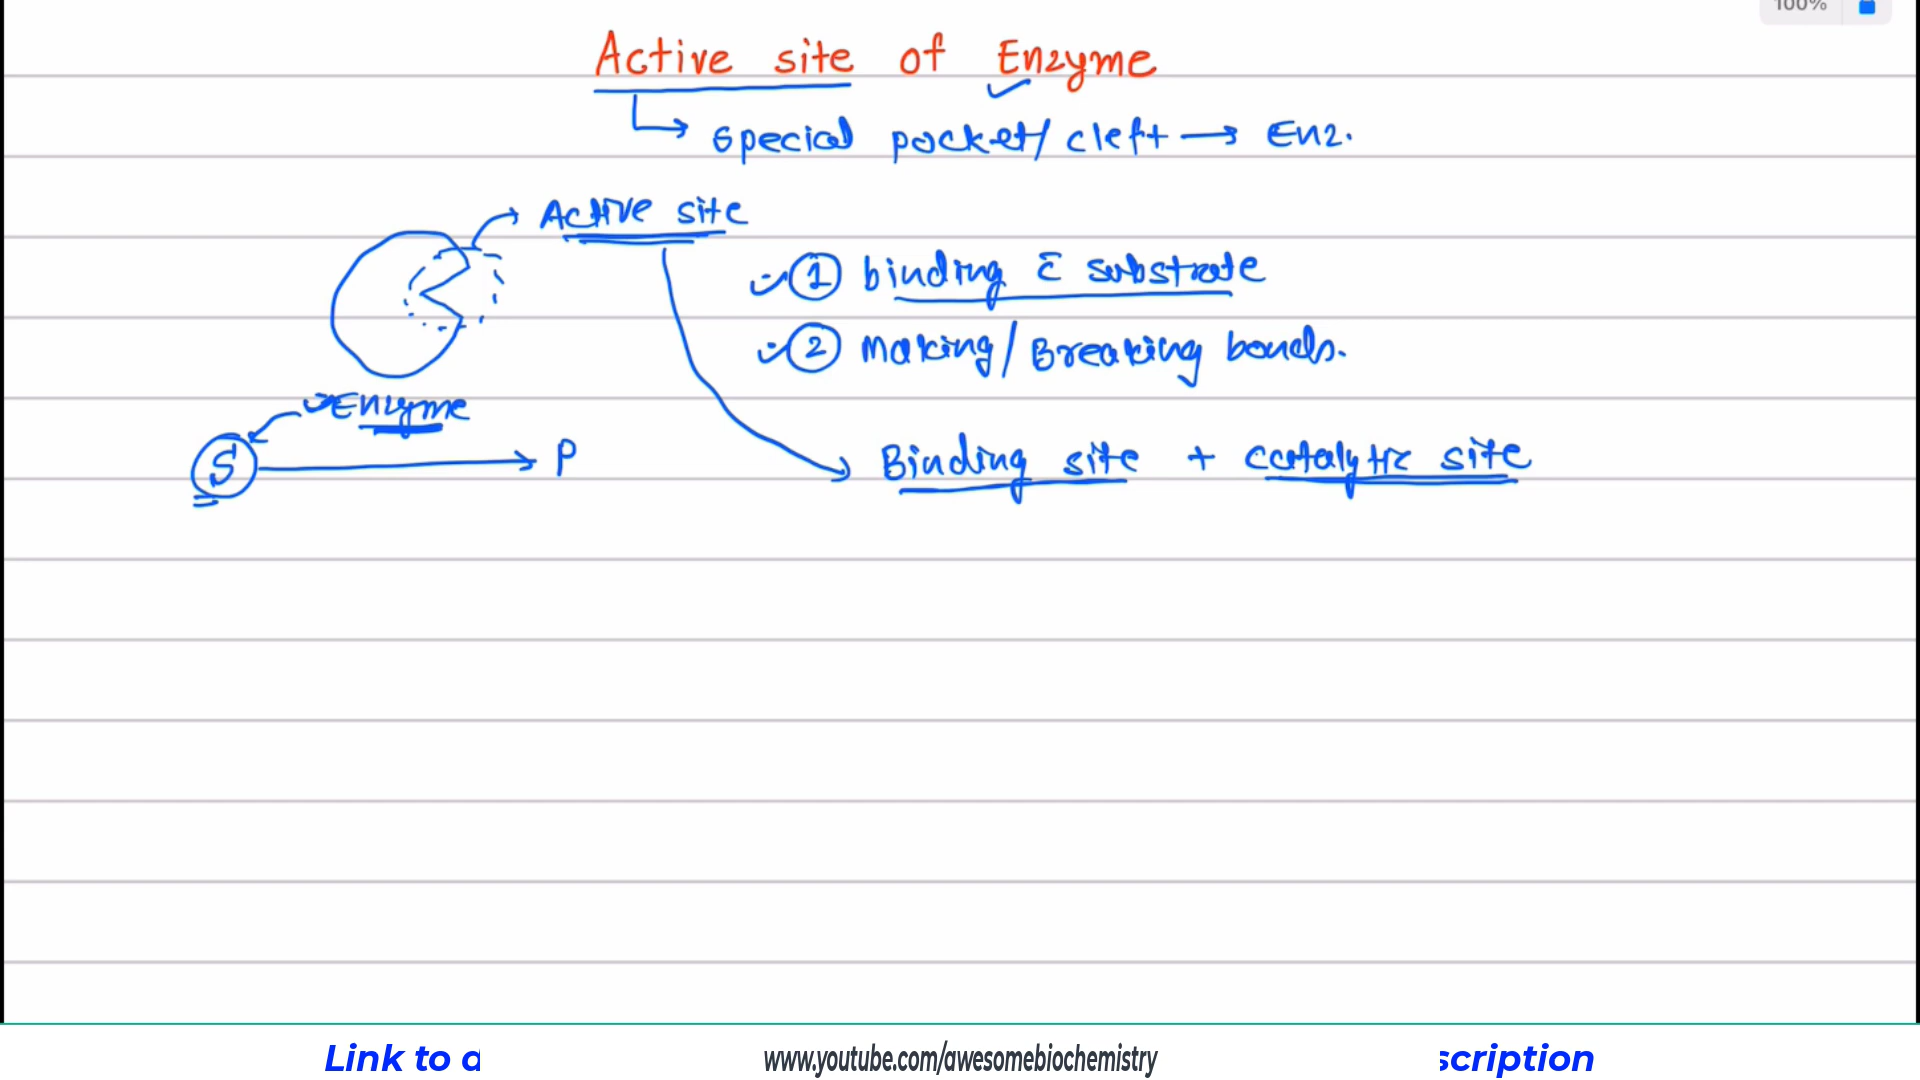 100%
Active site of Enzyme
special pocket/ cleft → Enz.
Active site
① binding c̄ substrate
② Making/Breaking bonds.
Enzyme
S → P
Binding site + catalytic site
Link to d
www.youtube.com/awesomebiochemistry
scription